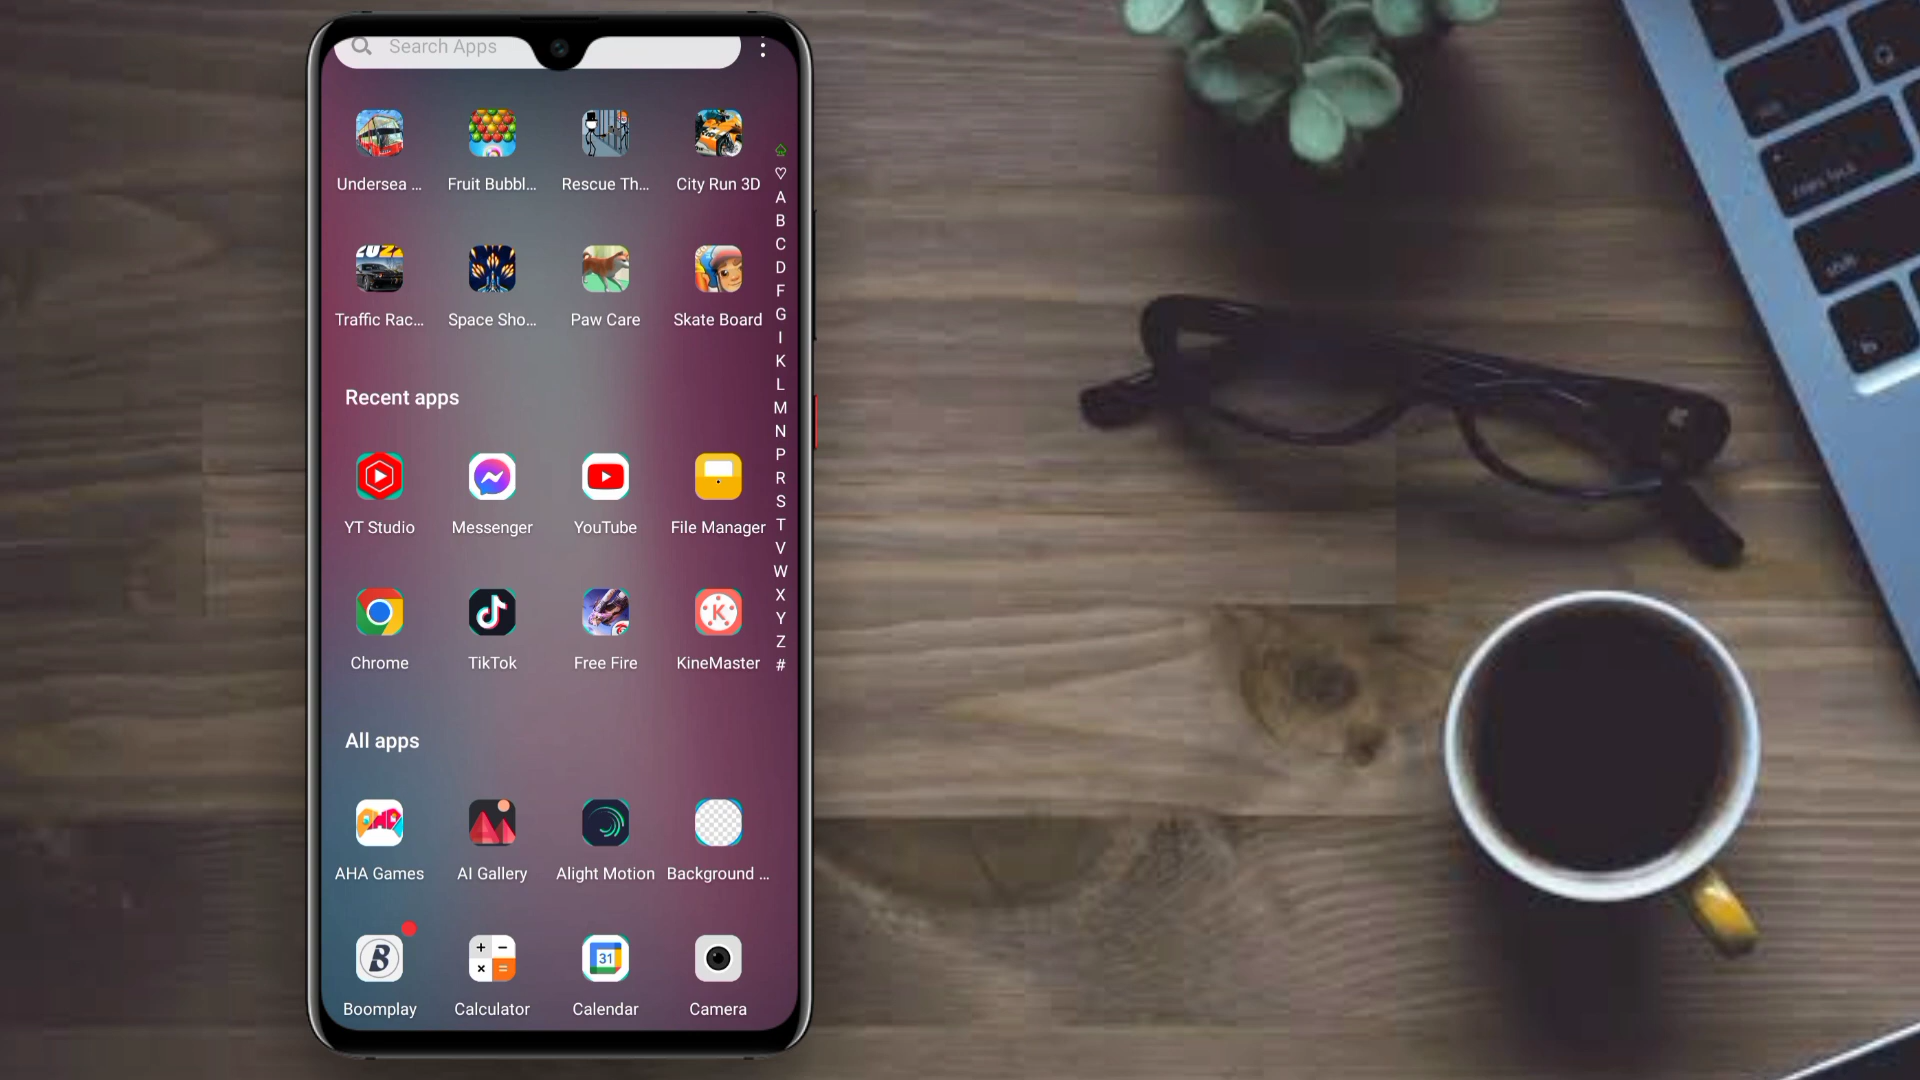 Search Apps
Undersea ...
Fruit Bubbl...
Rescue Th...
City Run 3D
Traffic Rac...
Space Sho...
Paw Care
Skate Board
A
B
C
D
F
G
I
K
L
M
N
P
R
S
T
V
W
X
Y
Z
#
Recent apps
YT Studio
Messenger
YouTube
File Manager
K
Chrome
TikTok
Free Fire
KineMaster
All apps
AHA Games
AI Gallery
Alight Motion
Background ...
B
+ −
× =
31
Boomplay
Calculator
Calendar
Camera
shift